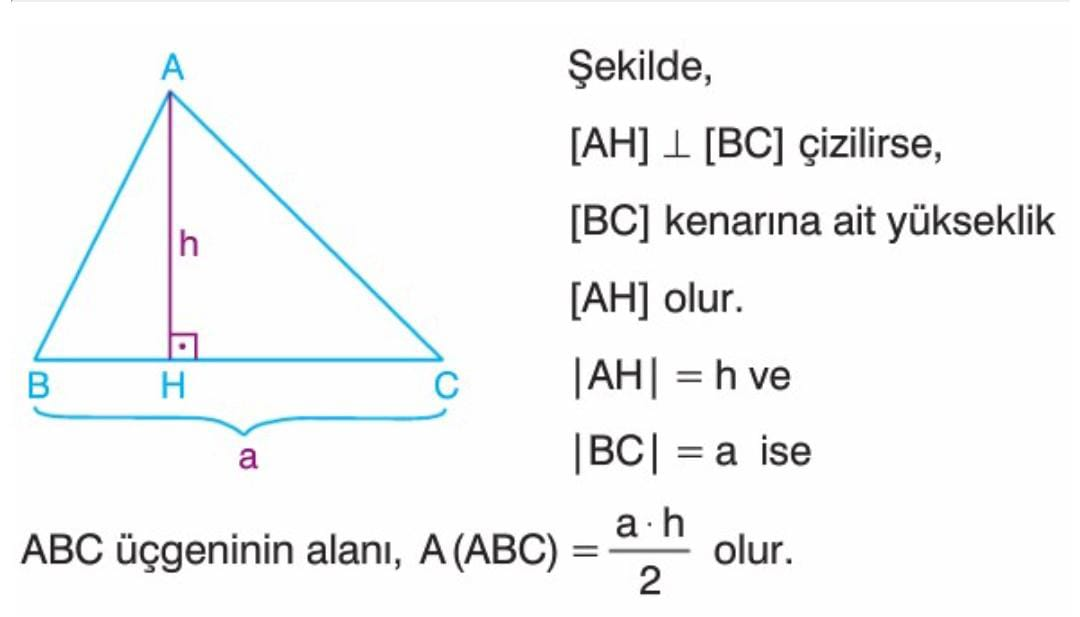 A
h
B
H
C
a
Şekilde,
[AH] ⊥ [BC] çizilirse,
[BC] kenarına ait yükseklik
[AH] olur.
|AH| = h ve
|BC| = a ise
ABC üçgeninin alanı, A(ABC) = a · h / 2 olur.